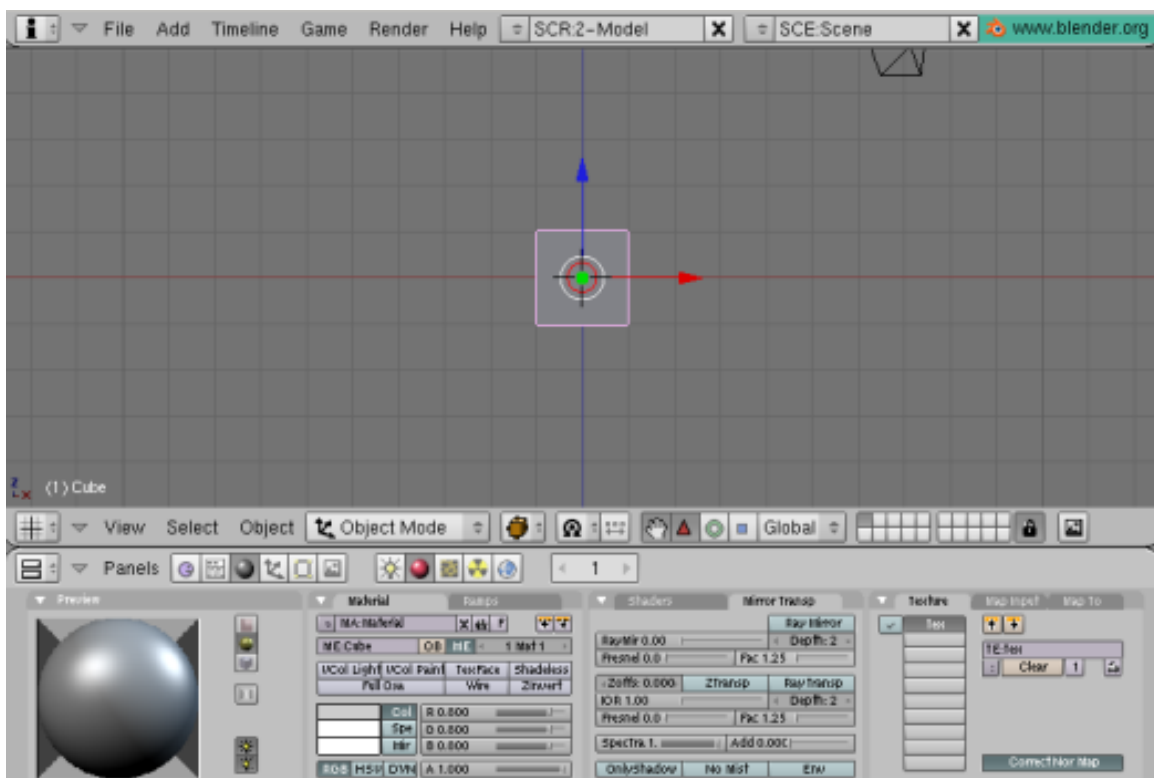 File Add Timeline Game Render Help SCR:2-Model X SCE:Scene X www.blender.org
z x (1) Cube
View Select Object Object Mode Global
Panels 1
Preview Material Ramps Shaders Mirror Transp Texture Map Input Map To
MA:Material X F Ray Mirror Tex
ME:Cube OB ME 1 Mat 1 RayMir 0.00 Depth: 2 TE:Tex
Fresnel 0.0 Fac 1.25 Clear 1
VCol Light VCol Paint TexFace Shadeless
Full Osa Wire Zinvert Zoffs: 0.000 ZTransp Ray Transp
IOR 1.00 Depth: 2
Col R 0.800 Fresnel 0.0 Fac 1.25
Spe G 0.800
Mir B 0.800 Spectra 1. Add 0.000
RGB HSV DYN A 1.000 OnlyShadow No Mist Env Correct Nor Map